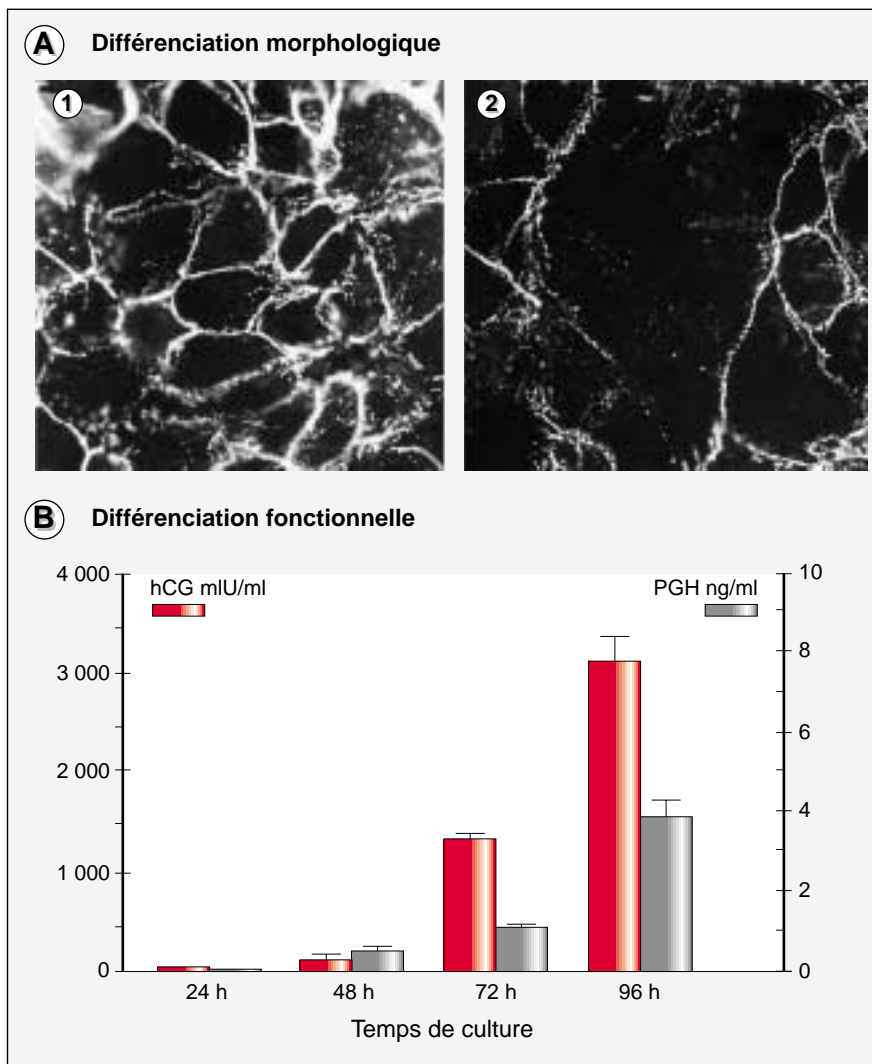 A Différenciation morphologique
1 2
B Différenciation fonctionnelle
hCG mIU/ml PGH ng/ml
4 000 10
8
3 000
6
2 000
4
1 000
2
0 0
24 h 48 h 72 h 96 h
Temps de culture